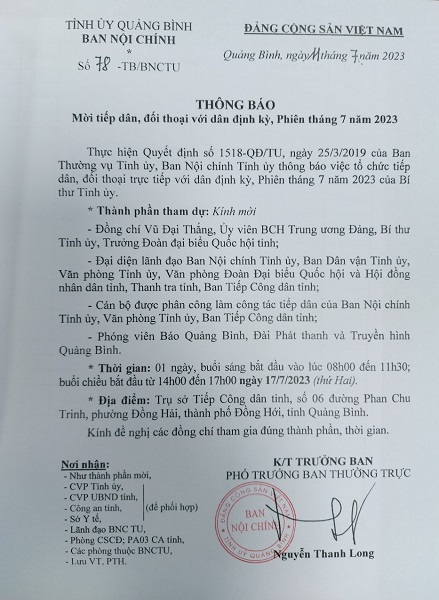 TỈNH ỦY QUẢNG BÌNH
BAN NỘI CHÍNH
*
Số 78 -TB/BNCTU
ĐẢNG CỘNG SẢN VIỆT NAM
Quảng Bình, ngày 11 tháng 7 năm 2023
THÔNG BÁO
Mời tiếp dân, đối thoại với dân định kỳ, Phiên tháng 7 năm 2023
Thực hiện Quyết định số 1518-QĐ/TU, ngày 25/3/2019 của Ban
Thường vụ Tỉnh ủy, Ban Nội chính Tỉnh ủy thông báo việc tổ chức tiếp
dân, đối thoại trực tiếp với dân định kỳ, Phiên tháng 7 năm 2023 của Bí
thư Tỉnh ủy.
* Thành phần tham dự: Kính mời
- Đồng chí Vũ Đại Thắng, Ủy viên BCH Trung ương Đảng, Bí thư
Tỉnh ủy, Trưởng Đoàn đại biểu Quốc hội tỉnh;
- Đại diện lãnh đạo Ban Nội chính Tỉnh ủy, Ban Dân vận Tỉnh ủy,
Văn phòng Tỉnh ủy, Văn phòng Đoàn Đại biểu Quốc hội và Hội đồng
nhân dân tỉnh, Thanh tra tỉnh, Ban Tiếp Công dân tỉnh;
- Cán bộ được phân công làm công tác tiếp dân của Ban Nội chính
Tỉnh ủy, Văn phòng Tỉnh ủy, Ban Tiếp Công dân tỉnh;
- Phóng viên Báo Quảng Bình, Đài Phát thanh và Truyền hình
Quảng Bình.
* Thời gian: 01 ngày, buổi sáng bắt đầu vào lúc 08h00 đến 11h30;
buổi chiều bắt đầu từ 14h00 đến 17h00 ngày 17/7/2023 (thứ Hai).
* Địa điểm: Trụ sở Tiếp Công dân tỉnh, số 06 đường Phan Chu
Trinh, phường Đồng Hải, thành phố Đồng Hới, tỉnh Quảng Bình.
Kính đề nghị các đồng chí tham gia đúng thành phần, thời gian.
Nơi nhận:
- Như thành phần mời,
- CVP Tỉnh ủy,
- CVP UBND tỉnh,
- Công an tỉnh,
(để phối hợp)
- Sở Y tế,
- Lãnh đạo BNC TU,
- Phòng CSCĐ; PA03 CA tỉnh,
- Các phòng thuộc BNCTU,
- Lưu VT, PTH.
K/T TRƯỞNG BAN
PHÓ TRƯỞNG BAN THƯỜNG TRỰC
ĐẢNG CỘNG SẢN VIỆT NAM
BAN
NỘI CHÍNH
TỈNH ỦY QUẢNG BÌNH
Nguyễn Thanh Long